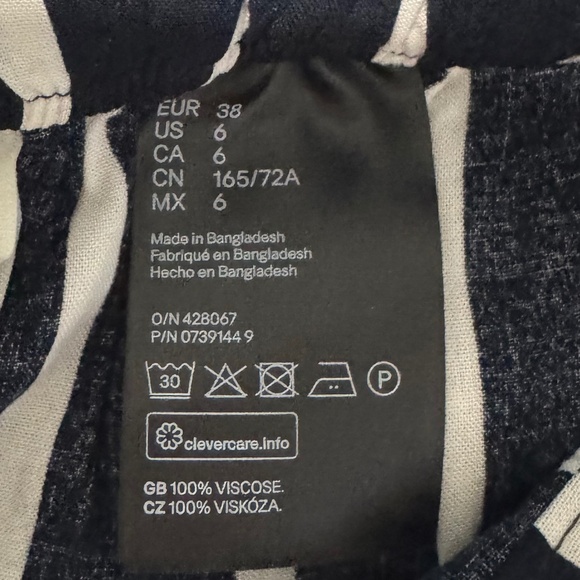 EUR 38
US 6
CA 6
CN 165/72A
MX 6
Made in Bangladesh
Fabriqué en Bangladesh
Hecho en Bangladesh
O/N 428067
P/N 0739144 9
30 P
clevercare.info
GB 100% VISCOSE.
CZ 100% VISKÓZA.